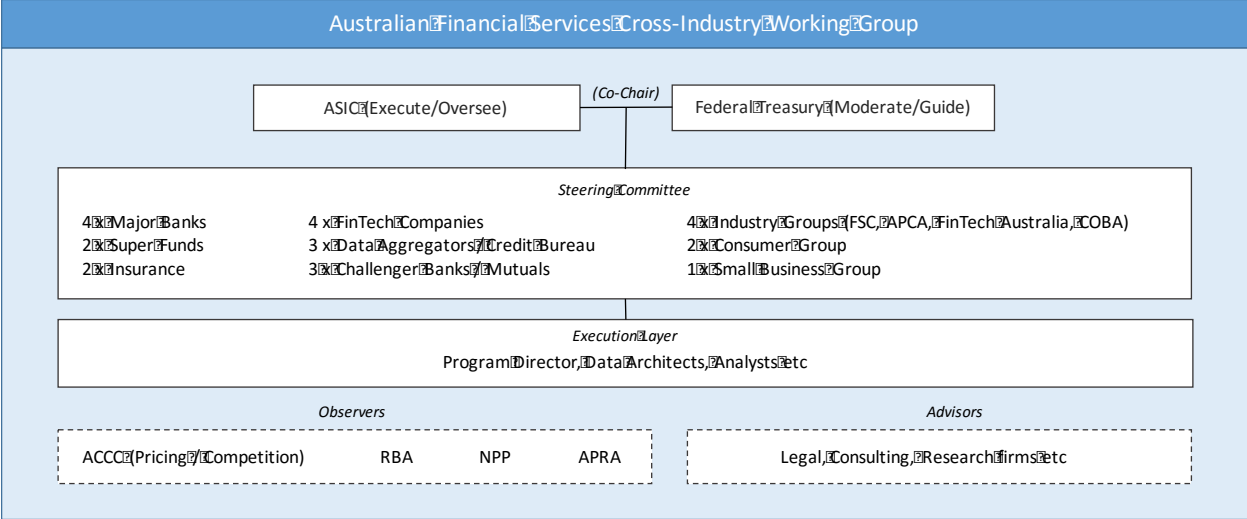 Australian Financial Services Cross-Industry Working Group
(Co-Chair)
ASIC (Execute/Oversee)
Federal Treasury (Moderate/Guide)
Steering Committee
4 x Major Banks
2 x Super Funds
2 x Insurance
4 x FinTech Companies
3 x Data Aggregators / Credit Bureau
3 x Challenger Banks / Mutuals
4 x Industry Groups (FSC, APCA, FinTech Australia, COBA)
2 x Consumer Group
1 x Small Business Group
Execution Layer
Program Director, Data Architects, Analysts etc
Observers
ACCC (Pricing / Competition) RBA NPP APRA
Advisors
Legal, Consulting, Research firms etc